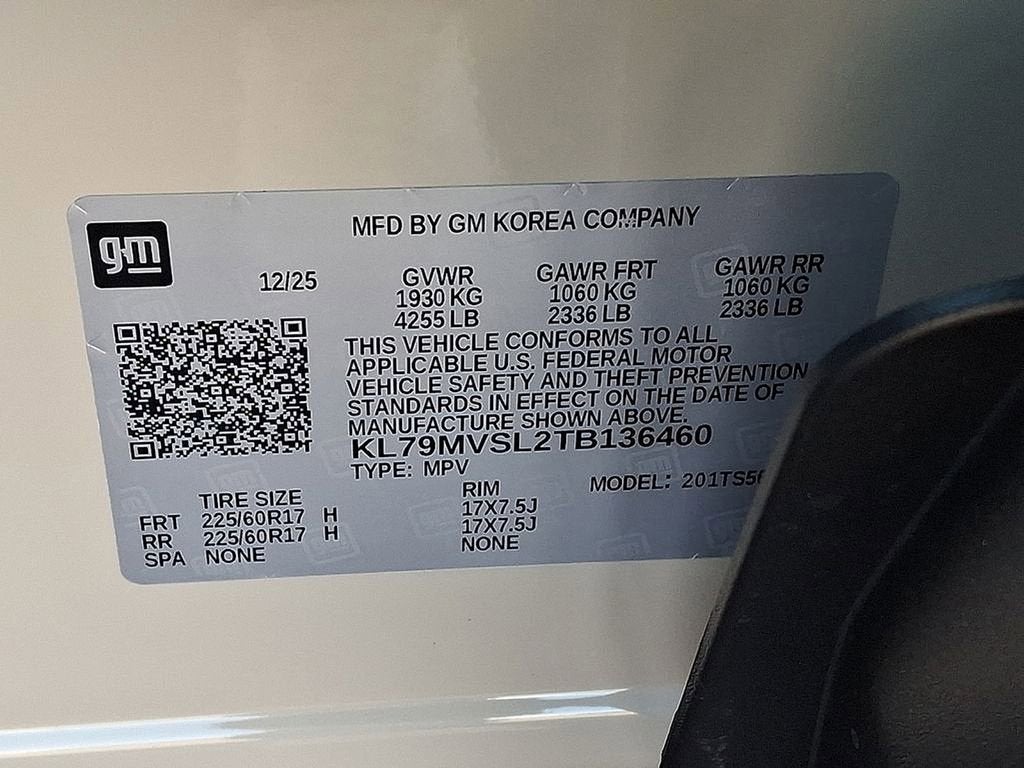 gm
MFD BY GM KOREA COMPANY
12/25
GVWR
1930 KG
4255 LB
GAWR FRT
1060 KG
2336 LB
GAWR RR
1060 KG
2336 LB
THIS VEHICLE CONFORMS TO ALL
APPLICABLE U.S. FEDERAL MOTOR
VEHICLE SAFETY AND THEFT PREVENTION
STANDARDS IN EFFECT ON THE DATE OF
MANUFACTURE SHOWN ABOVE.
KL79MVSL2TB136460
TYPE: MPV
MODEL:
TIRE SIZE RIM
FRT 225/60R17 H 17X7.5J
RR 225/60R17 H 17X7.5J
SPA NONE NONE